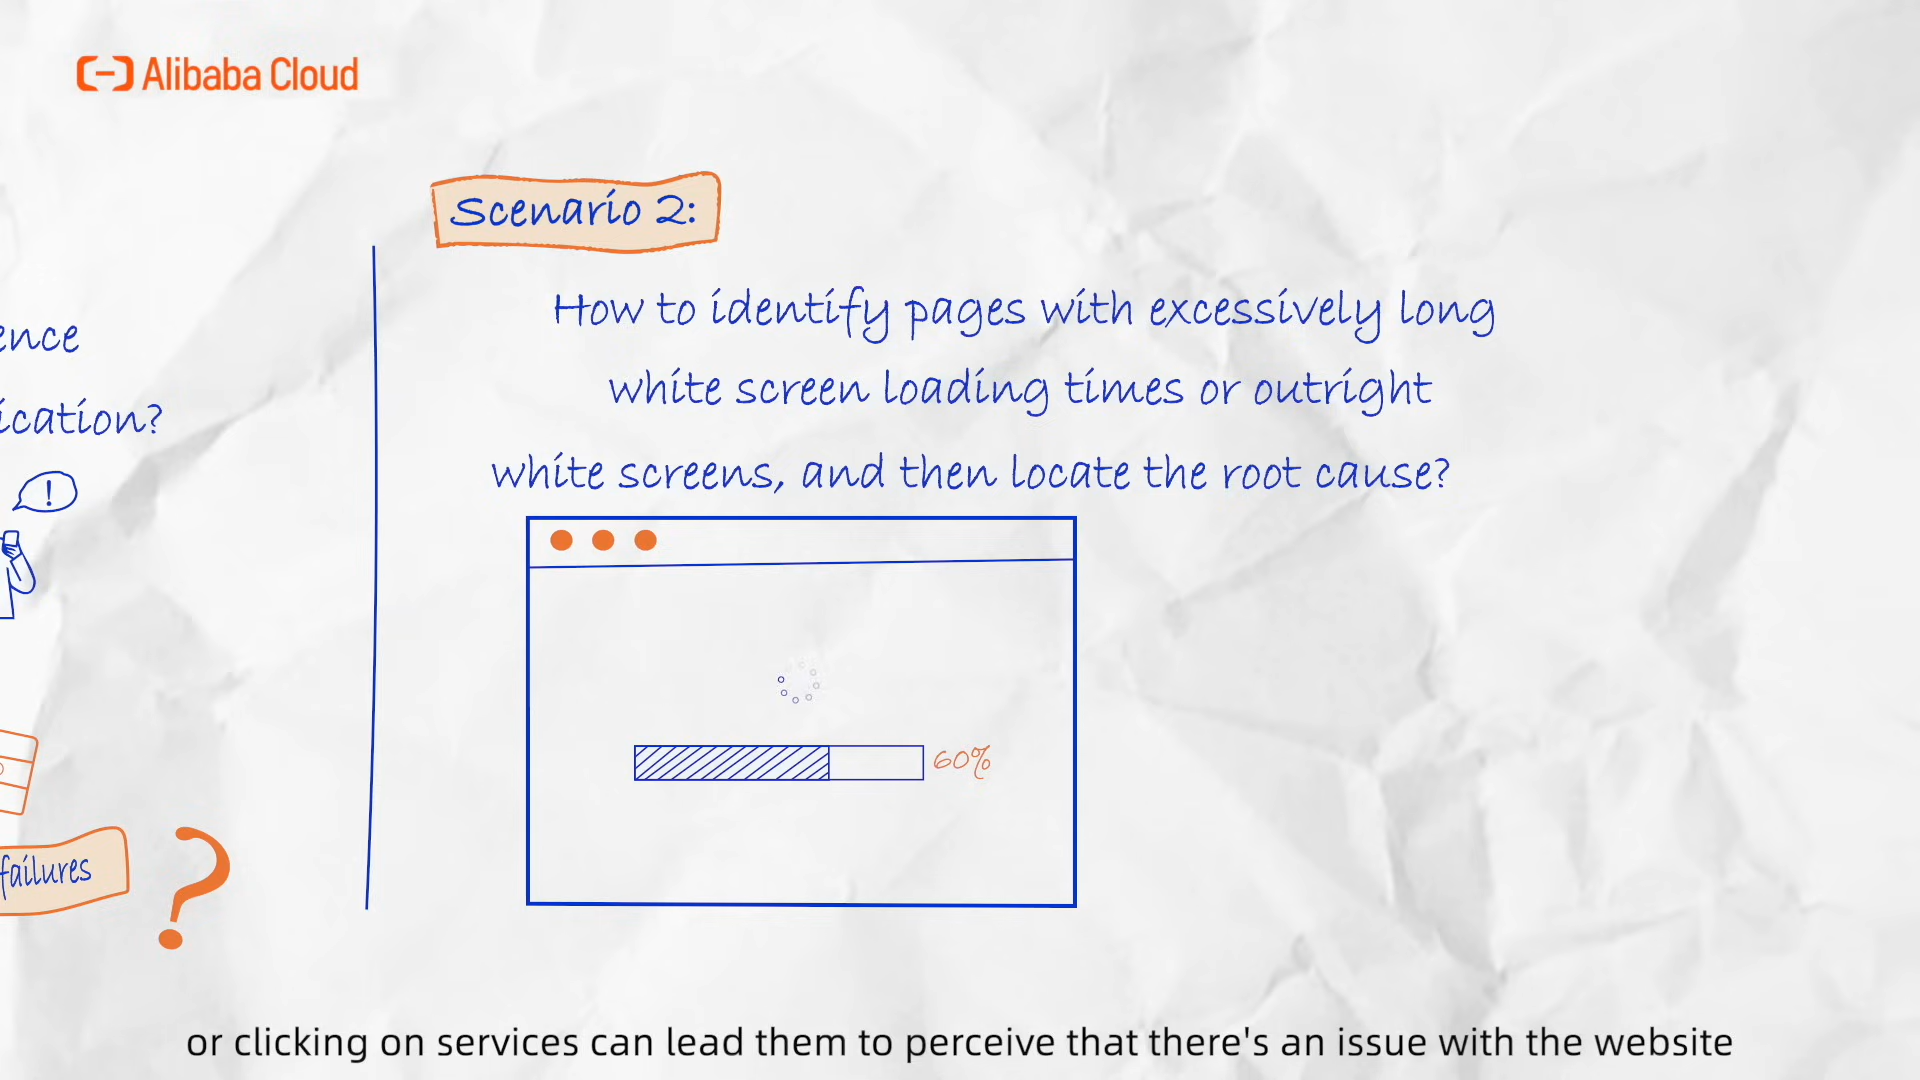 Alibaba Cloud
Scenario 2:
How to identify pages with excessively long
white screen loading times or outright
white screens, and then locate the root cause?
ence
ication?
!
60%
failures
?
or clicking on services can lead them to perceive that there's an issue with the website